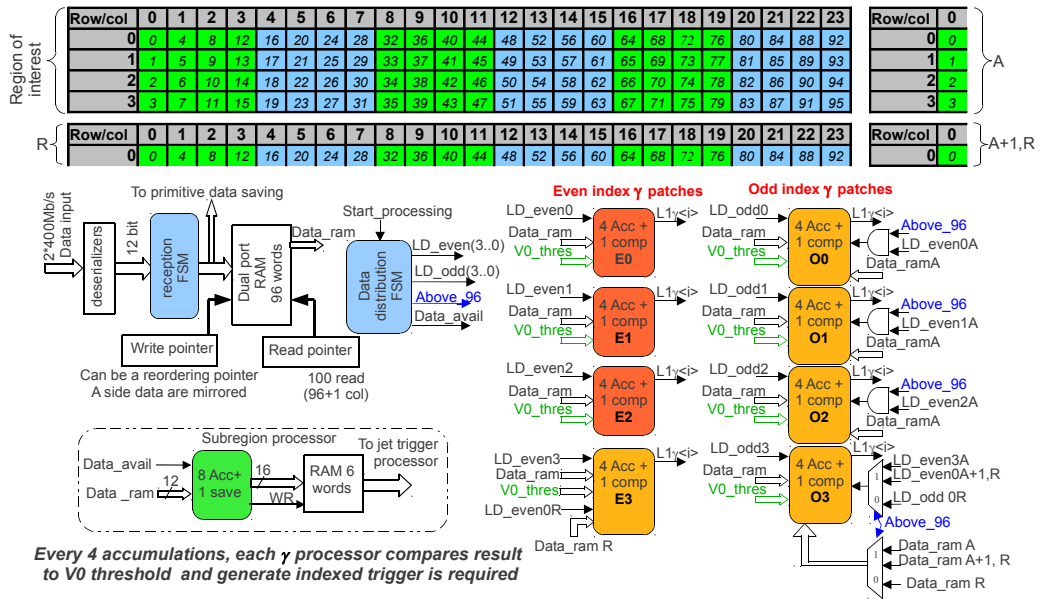 Region of interest
Row/col 0 1 2 3 4 5 6 7 8 9 10 11 12 13 14 15 16 17 18 19 20 21 22 23
0 0 4 8 12 16 20 24 28 32 36 40 44 48 52 56 60 64 68 72 76 80 84 88 92
1 1 5 9 13 17 21 25 29 33 37 41 45 49 53 57 61 65 69 73 77 81 85 89 93
2 2 6 10 14 18 22 26 30 34 38 42 46 50 54 58 62 66 70 74 78 82 86 90 94
3 3 7 11 15 19 23 27 31 35 39 43 47 51 55 59 63 67 71 75 79 83 87 91 95
Row/col 0
0 0
1 1
2 2
3 3
A
R
Row/col 0 1 2 3 4 5 6 7 8 9 10 11 12 13 14 15 16 17 18 19 20 21 22 23
0 0 4 8 12 16 20 24 28 32 36 40 44 48 52 56 60 64 68 72 76 80 84 88 92
Row/col 0
0 0
A+1,R
To primitive data saving
2*400Mb/s
Data input
deserializers
12 bit
reception
FSM
Dual port
RAM
96 words
Data_ram
Write pointer
Read pointer
Can be a reordering pointer
A side data are mirrored
100 read
(96+1 col)
Start_processing
Data
distribution
FSM
LD_even(3..0)
LD_odd(3..0)
Above_96
Data_avail
Subregion processor
Data_avail
Data _ram
12
8 Acc+
1 save
16
WR
RAM 6
words
To jet trigger
processor
Every 4 accumulations, each γ processor compares result
to V0 threshold and generate indexed trigger is required
Even index γ patches
LD_even0
Data_ram
V0_thres
4 Acc +
1 comp
E0
L1γ<i>
LD_even1
Data_ram
V0_thres
4 Acc +
1 comp
E1
L1γ<i>
LD_even2
Data_ram
V0_thres
4 Acc +
1 comp
E2
L1γ<i>
LD_even3
Data_ram
V0_thres
LD_even0R
Data_ram R
4 Acc +
1 comp
E3
L1γ<i>
Odd index γ patches
LD_odd0
Data_ram
V0_thres
4 Acc +
1 comp
O0
L1γ<i>
Above_96
LD_even0A
Data_ramA
LD_odd1
Data_ram
V0_thres
4 Acc +
1 comp
O1
L1γ<i>
Above_96
LD_even1A
Data_ramA
LD_odd2
Data_ram
V0_thres
4 Acc +
1 comp
O2
L1γ<i>
Above_96
LD_even2A
Data_ramA
LD_odd3
Data_ram
V0_thres
4 Acc +
1 comp
O3
L1γ<i>
1
0
LD_even3A
LD_even0A+1,R
LD_odd 0R
Above_96
1
0
Data_ram A
Data_ram A+1, R
Data_ram R